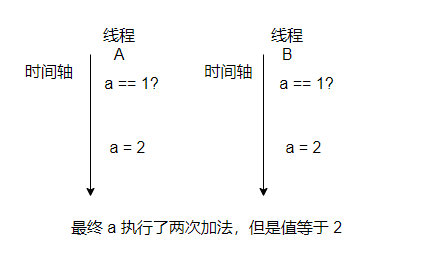 线程
A
时间轴
a == 1?
a = 2
线程
B
时间轴
a == 1?
a = 2
最终 a 执行了两次加法，但是值等于 2